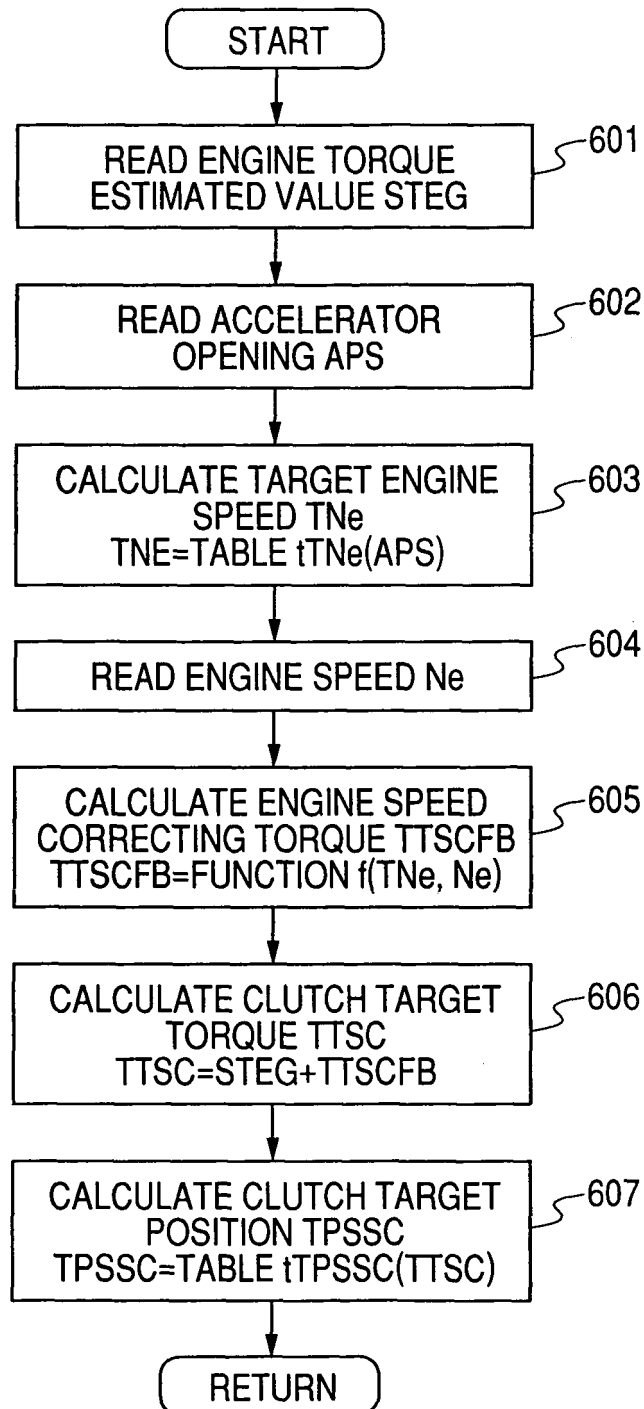 START
READ ENGINE TORQUE
ESTIMATED VALUE STEG
601
READ ACCELERATOR
OPENING APS
602
CALCULATE TARGET ENGINE
SPEED TNe
TNE=TABLE tTNe(APS)
603
READ ENGINE SPEED Ne
604
CALCULATE ENGINE SPEED
CORRECTING TORQUE TTSCFB
TTSCFB=FUNCTION f(TNe, Ne)
605
CALCULATE CLUTCH TARGET
TORQUE TTSC
TTSC=STEG+TTSCFB
606
CALCULATE CLUTCH TARGET
POSITION TPSSC
TPSSC=TABLE tTPSSC(TTSC)
607
RETURN